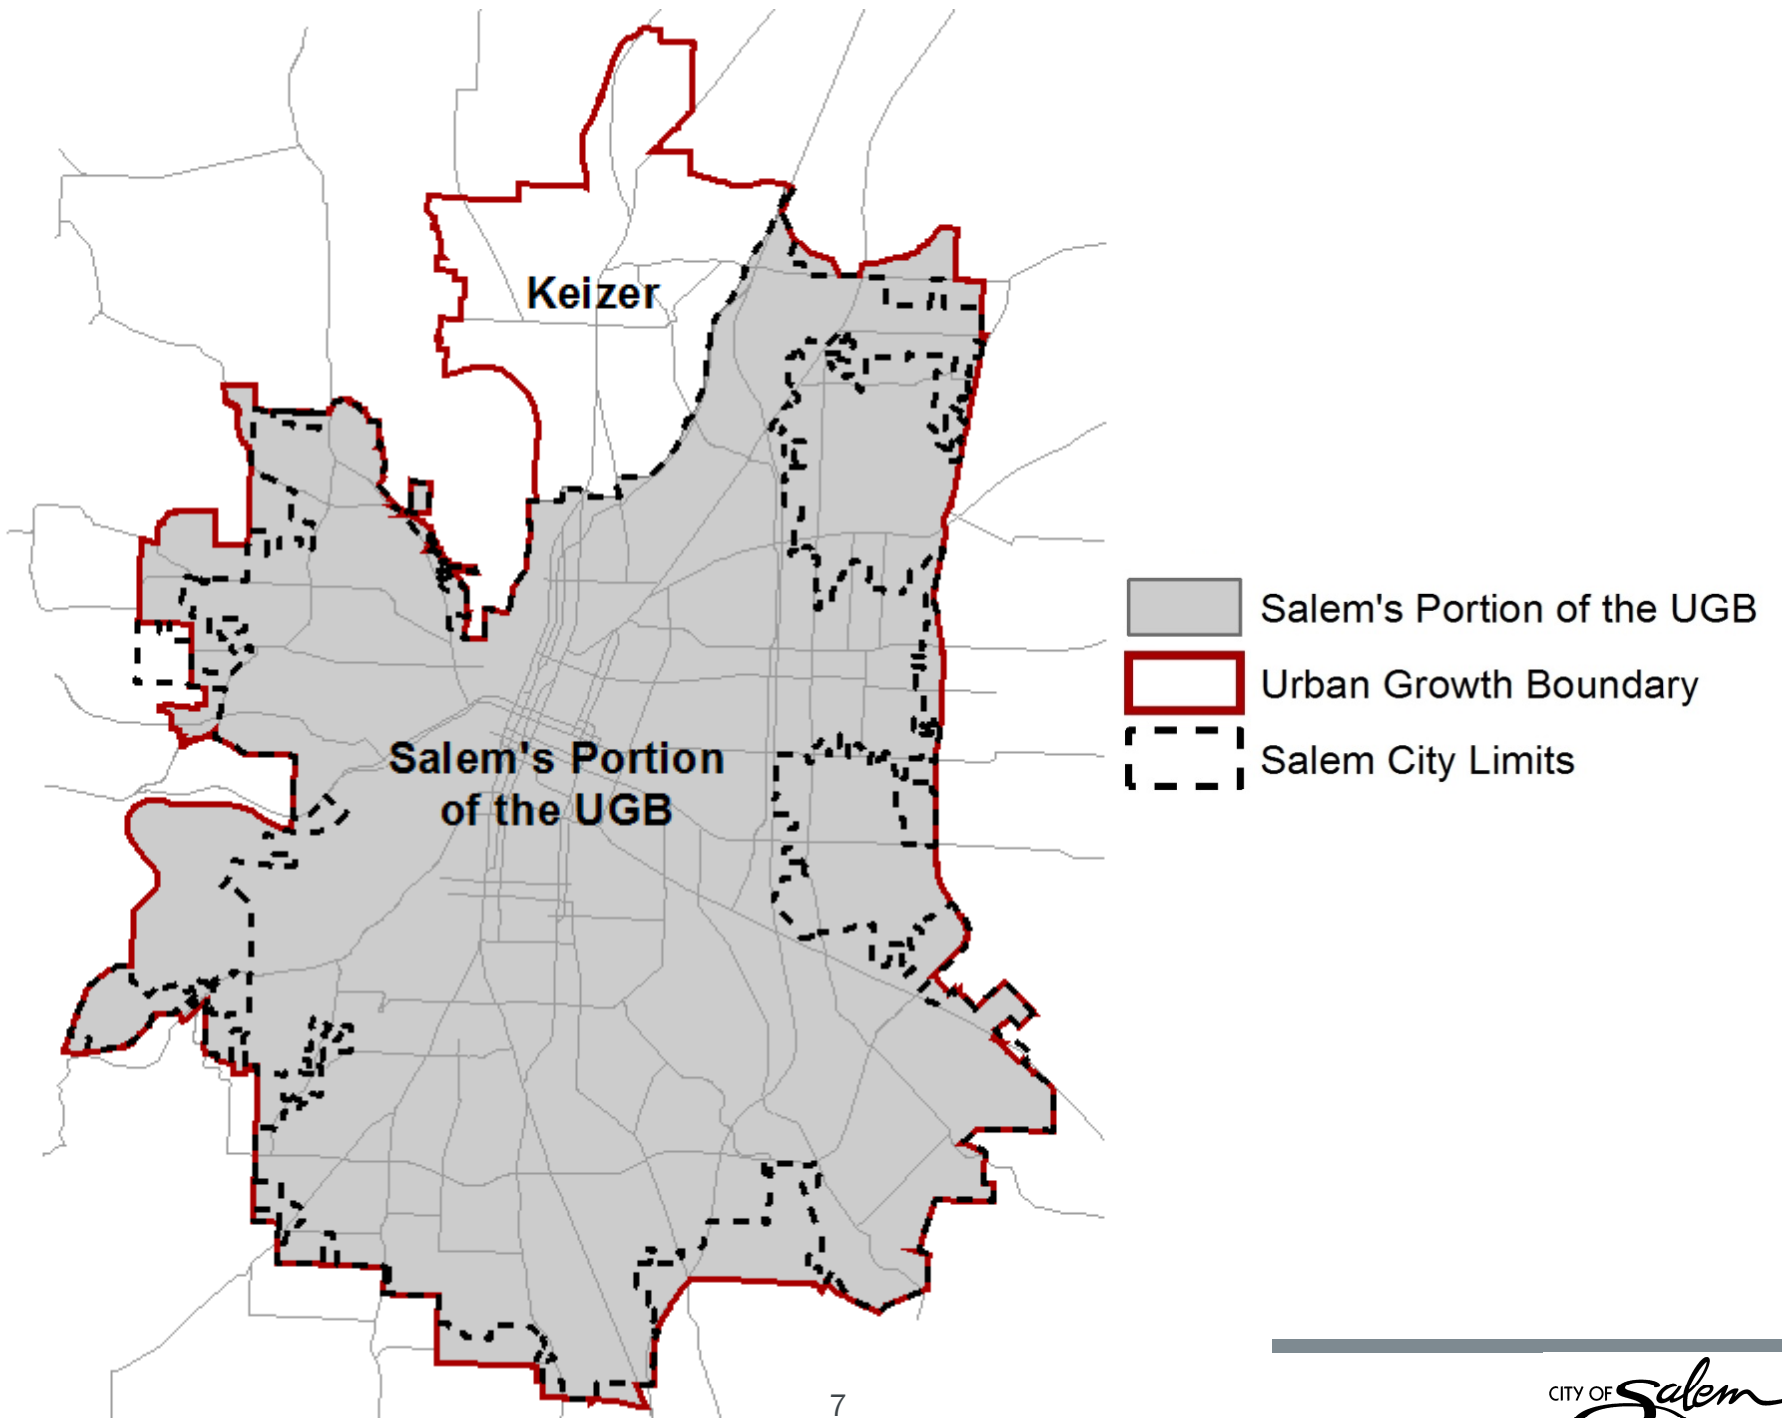 Keizer
Salem's Portion
of the UGB
Salem's Portion of the UGB
Urban Growth Boundary
Salem City Limits
7
CITY OF Salem